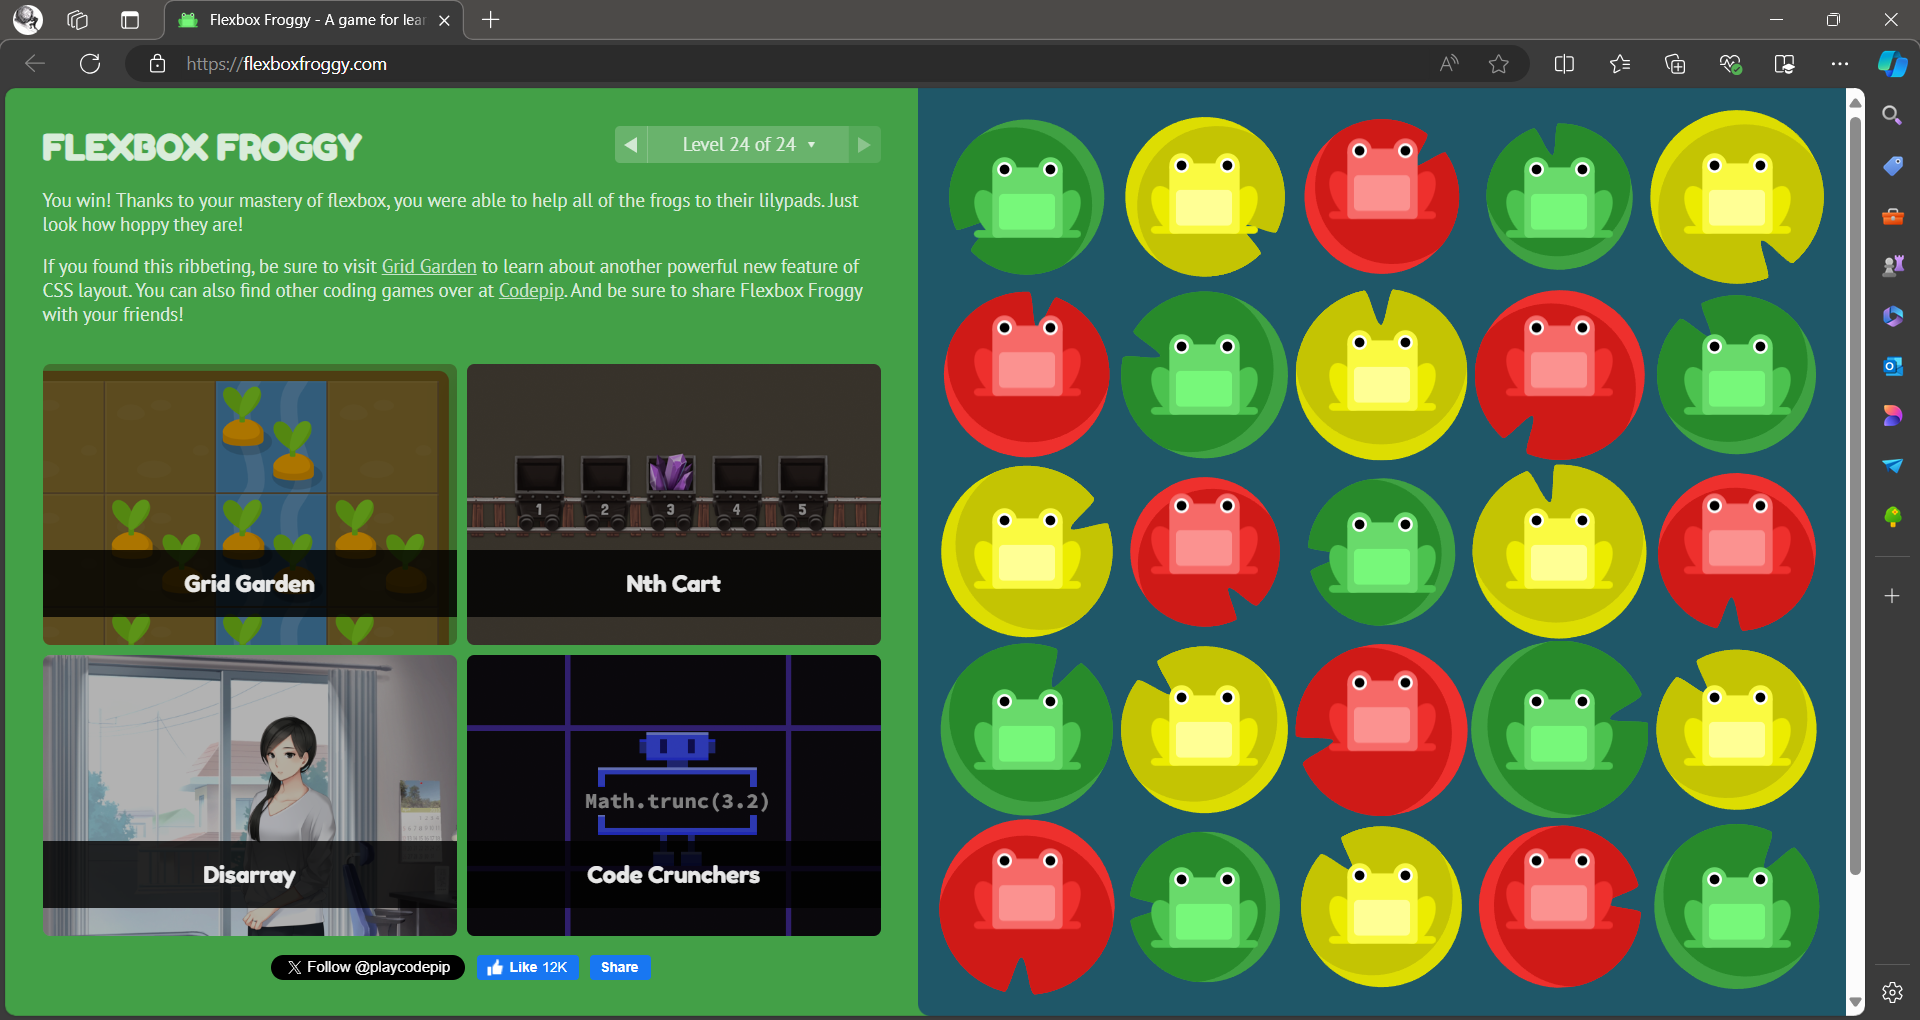 Flexbox Froggy - A game for lear
https://flexboxfroggy.com
FLEXBOX FROGGY
Level 24 of 24
You win! Thanks to your mastery of flexbox, you were able to help all of the frogs to their lilypads. Just
look how hoppy they are!
If you found this ribbeting, be sure to visit Grid Garden to learn about another powerful new feature of
CSS layout. You can also find other coding games over at Codepip. And be sure to share Flexbox Froggy
with your friends!
1 2 3 4 5
Grid Garden
Nth Cart
Math.trunc(3.2)
Disarray
Code Crunchers
X Follow @playcodepip
Like 12K
Share